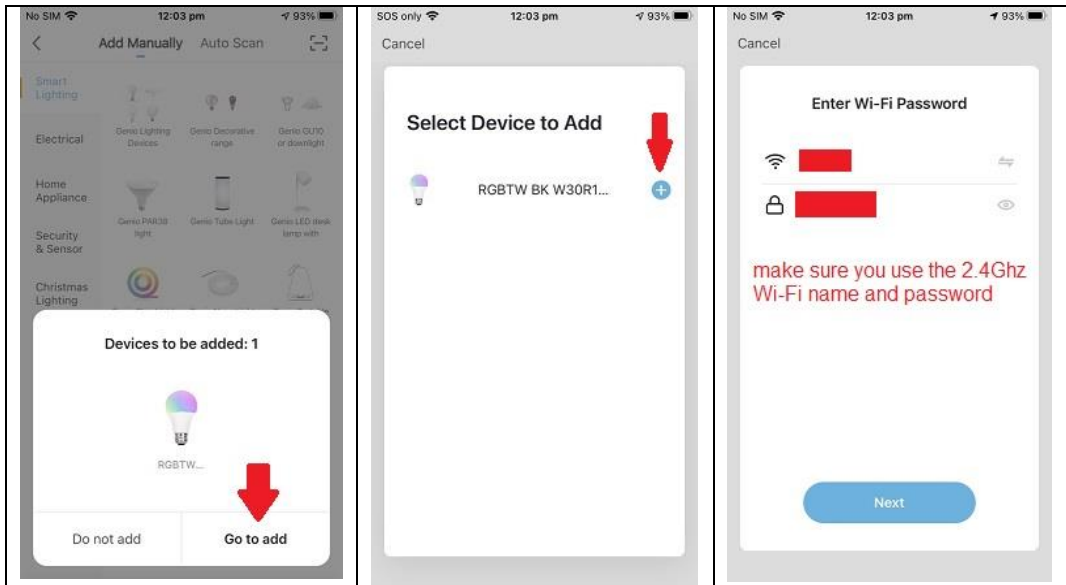 No SIM 12:03 pm 93%
Add Manually Auto Scan
Smart
Lighting
Electrical
Home
Appliance
Security
& Sensor
Christmas
Lighting
Genio Lighting
Devices
Genio Decorative
range
Genio GU10
or downlight
Genio PAR38
light
Genio Tube Light
Genio LED desk
lamp with
Devices to be added: 1
RGBTW...
Do not add Go to add
SOS only 12:03 pm 93%
Cancel
Select Device to Add
RGBTW BK W30R1...
No SIM 12:03 pm 93%
Cancel
Enter Wi-Fi Password
make sure you use the 2.4Ghz
Wi-Fi name and password
Next